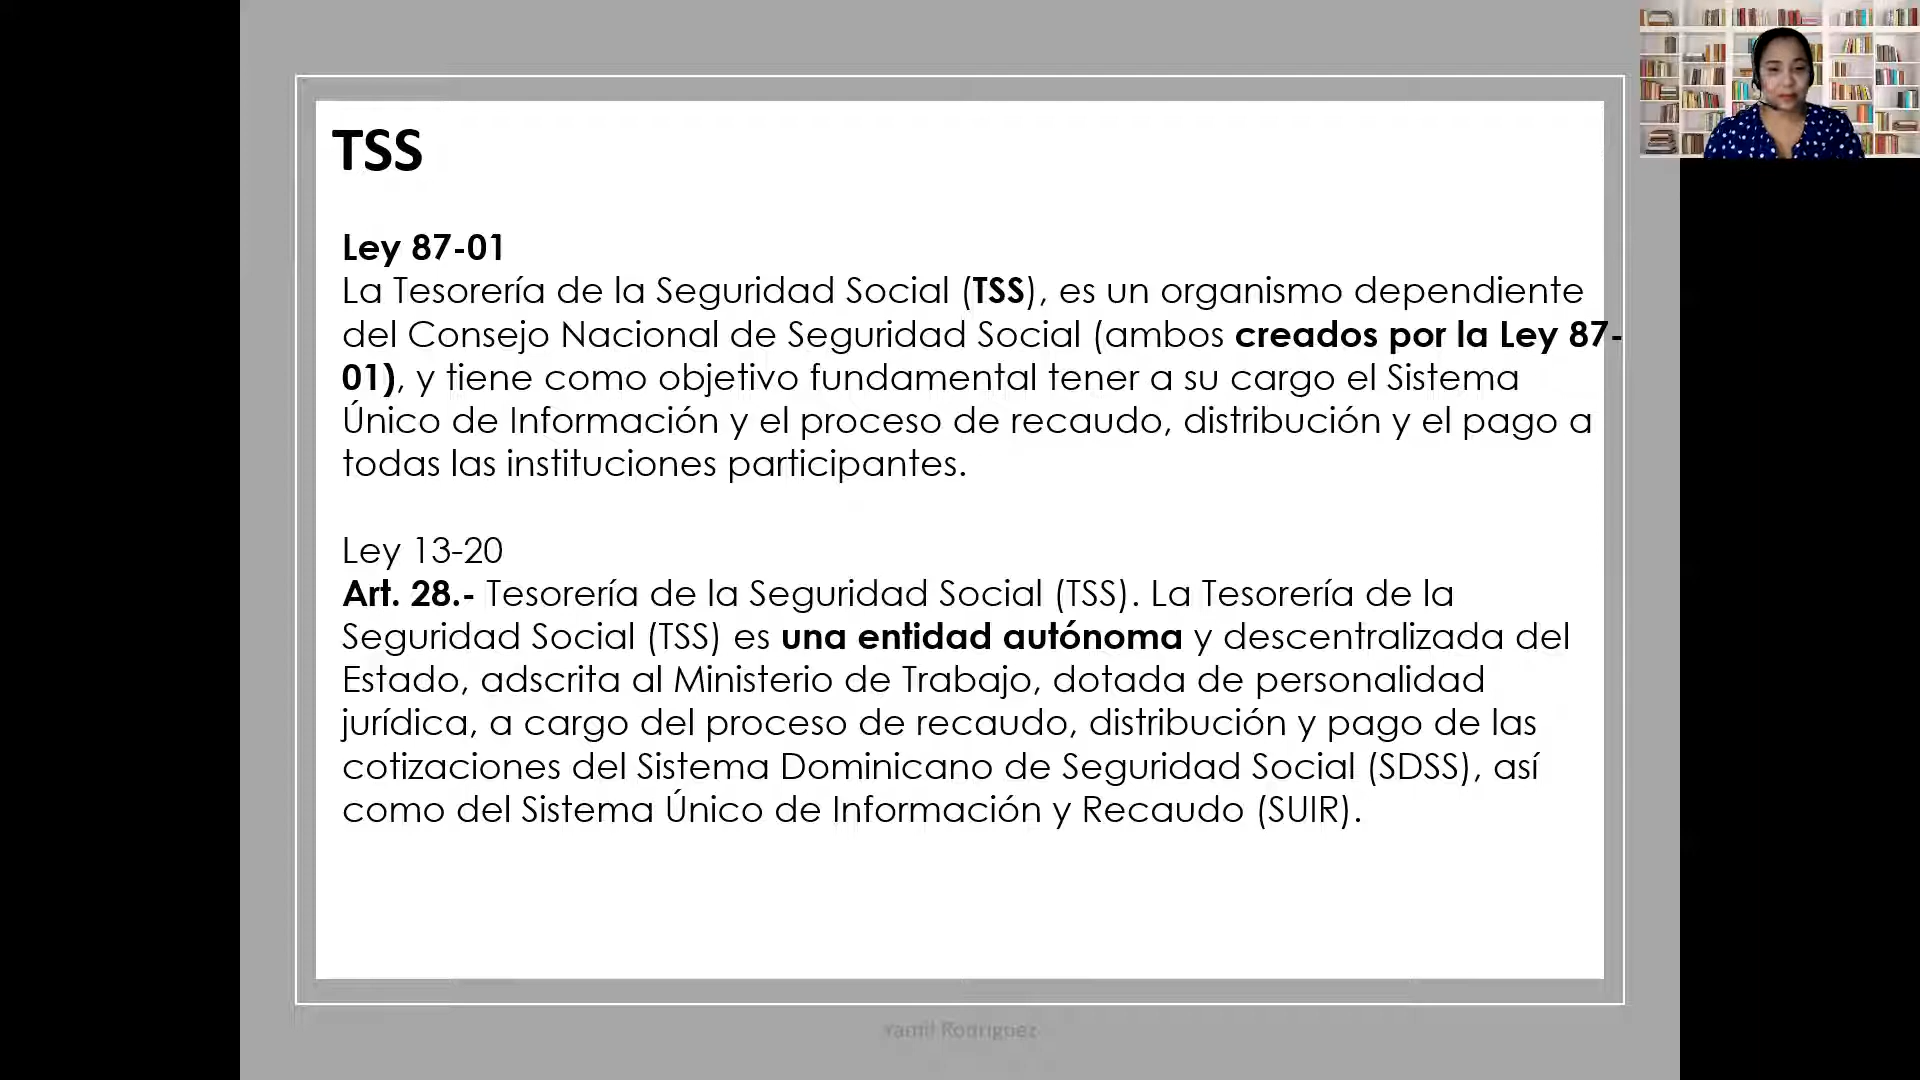 TSS
Ley 87-01
La Tesorería de la Seguridad Social (TSS), es un organismo dependiente
del Consejo Nacional de Seguridad Social (ambos creados por la Ley 87-
01), y tiene como objetivo fundamental tener a su cargo el Sistema
Único de Información y el proceso de recaudo, distribución y el pago a
todas las instituciones participantes.
Ley 13-20
Art. 28.- Tesorería de la Seguridad Social (TSS). La Tesorería de la
Seguridad Social (TSS) es una entidad autónoma y descentralizada del
Estado, adscrita al Ministerio de Trabajo, dotada de personalidad
jurídica, a cargo del proceso de recaudo, distribución y pago de las
cotizaciones del Sistema Dominicano de Seguridad Social (SDSS), así
como del Sistema Único de Información y Recaudo (SUIR).
Yamil Rodriguez